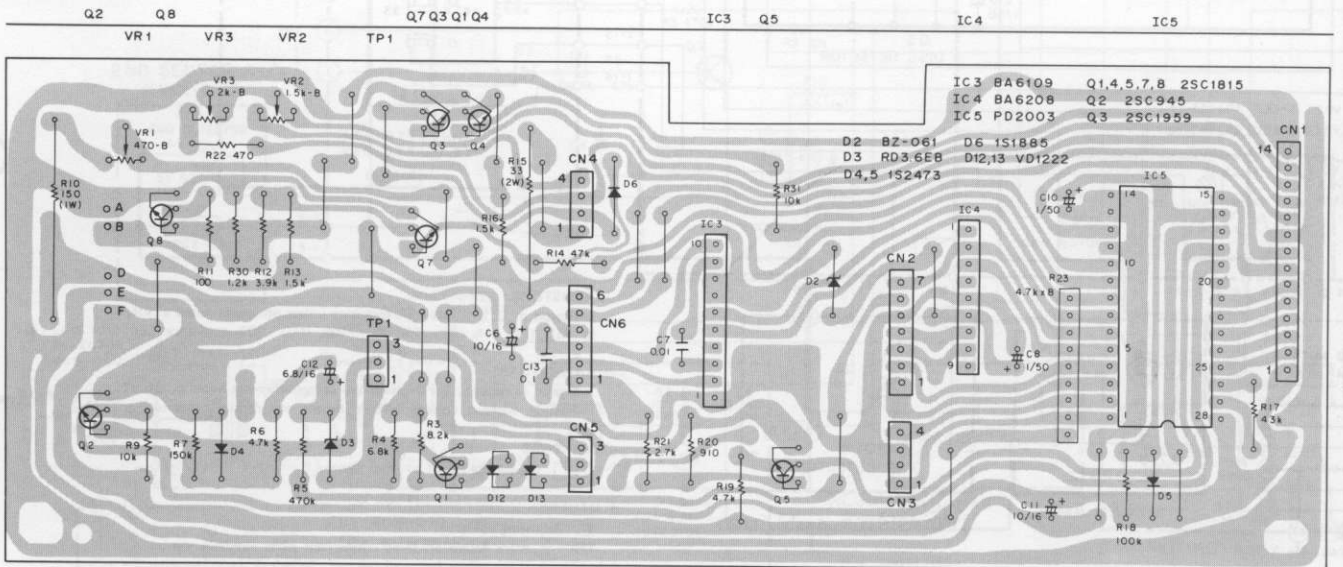 Q2 Q8 Q7 Q3 Q1 Q4 IC3 Q5 IC4 IC5
VR1 VR3 VR2 TP1
IC3 BA6109 Q1,4,5,7,8 2SC1815
IC4 BA6208 Q2 2SC945
IC5 PD2003 Q3 2SC1959
D2 BZ-061 D6 1S1885
D3 RD3.6EB D12,13 VD1222
D4,5 1S2473
VR3
2k-B
VR2
1.5k-B
VR1
470-B
R22 470
Q3
Q4
R15
33
(2W)
CN4
4
1
D6
R31
10k
C10
1/50
IC5
14
15
10
20
5
25
1
28
CN1
14
1
R10
150
(1W)
A
B
D
E
F
Q8
R11
100
R30
1.2k
R12
3.9k
R13
1.5k
Q7
R16
1.5k
R14 47k
IC3
10
1
D2
CN2
7
1
IC4
1
9
R23
4.7k x 8
TP1
3
1
C12
6.8/16
C6
10/16
C13
0.1
CN6
6
1
C7
0.01
C8
1/50
R17
43k
Q2
R9
10k
R7
150k
D4
R6
4.7k
R5
470k
D3
R4
6.8k
R3
8.2k
Q1
D12
D13
CN5
3
1
R21
2.7k
R20
910
R19
4.7k
Q5
CN3
4
1
C11
10/16
R18
100k
D5